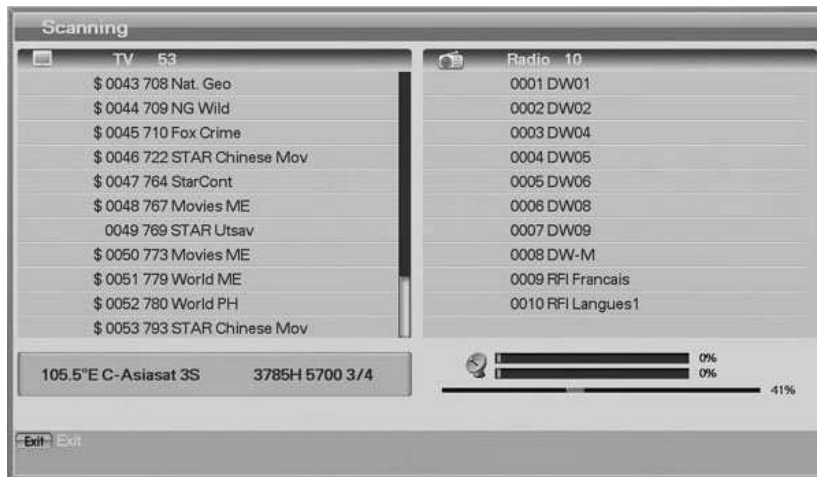 Scanning
TV 53
$ 0043 708 Nat. Geo
$ 0044 709 NG Wild
$ 0045 710 Fox Crime
$ 0046 722 STAR Chinese Mov
$ 0047 764 StarCont
$ 0048 767 Movies ME
0049 769 STAR Utsav
$ 0050 773 Movies ME
$ 0051 779 World ME
$ 0052 780 World PH
$ 0053 793 STAR Chinese Mov
Radio 10
0001 DW01
0002 DW02
0003 DW04
0004 DW05
0005 DW06
0006 DW08
0007 DW09
0008 DW-M
0009 RFI Francais
0010 RFI Langues1
105.5°E C-Asiasat 3S 3785H 5700 3/4
0%
0%
41%
Exit Exit